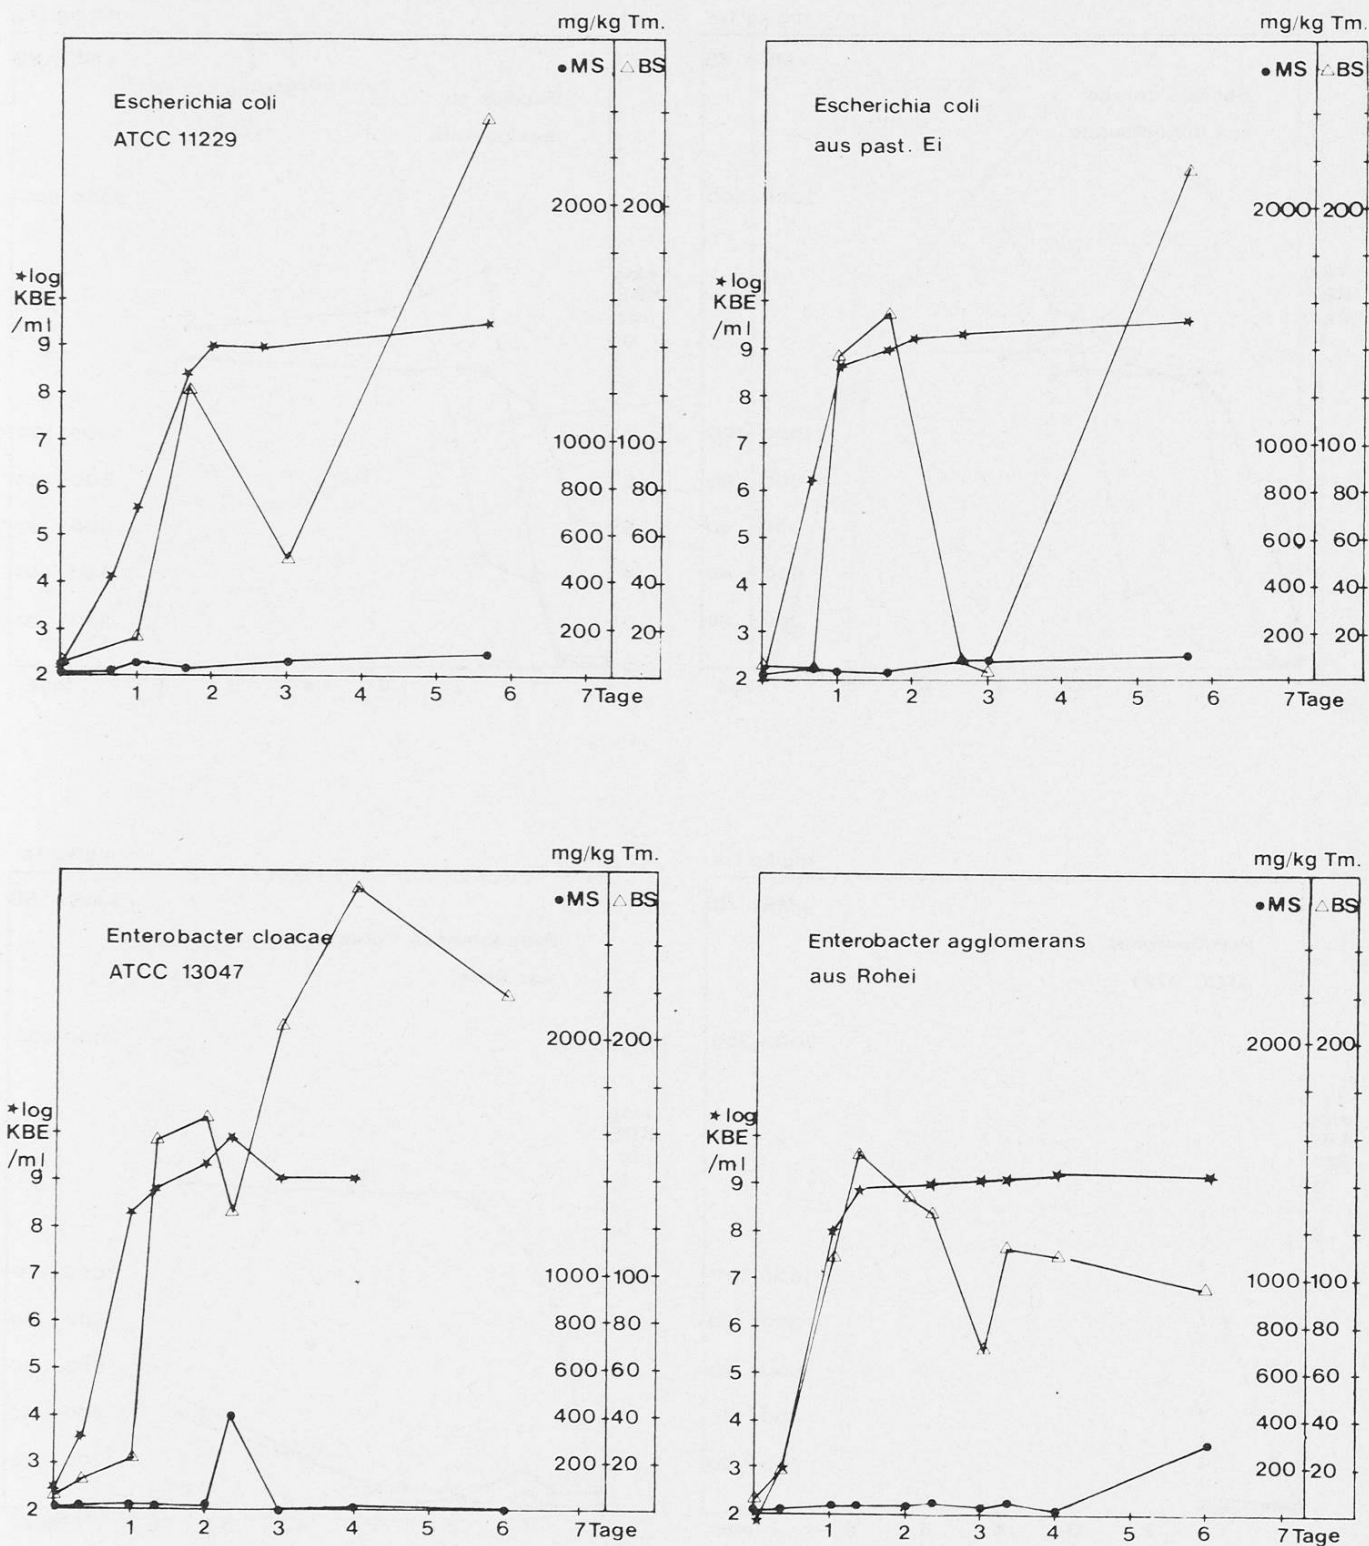 mg/kg Tm.
●MS △BS
Escherichia coli
ATCC 11229
2000 200
★log
KBE
/ml
9
8
7
1000 100
6
800 80
5
600 60
4
400 40
3
200 20
2
1 2 3 4 5 6 7 Tage
mg/kg Tm.
●MS △BS
Escherichia coli
aus past. Ei
2000 200
★log
KBE
/ml
9
8
7
1000 100
6
800 80
5
600 60
4
400 40
3
200 20
2
1 2 3 4 5 6 7 Tage
mg/kg Tm.
●MS △BS
Enterobacter cloacae
ATCC 13047
2000 200
★log
KBE
/ml
9
8
7
1000 100
6
800 80
5
600 60
4
400 40
3
200 20
2
1 2 3 4 5 6 7 Tage
mg/kg Tm.
●MS △BS
Enterobacter agglomerans
aus Rohei
2000 200
★log
KBE
/ml
9
8
7
1000 100
6
800 80
5
600 60
4
400 40
3
200 20
2
1 2 3 4 5 6 7 Tage